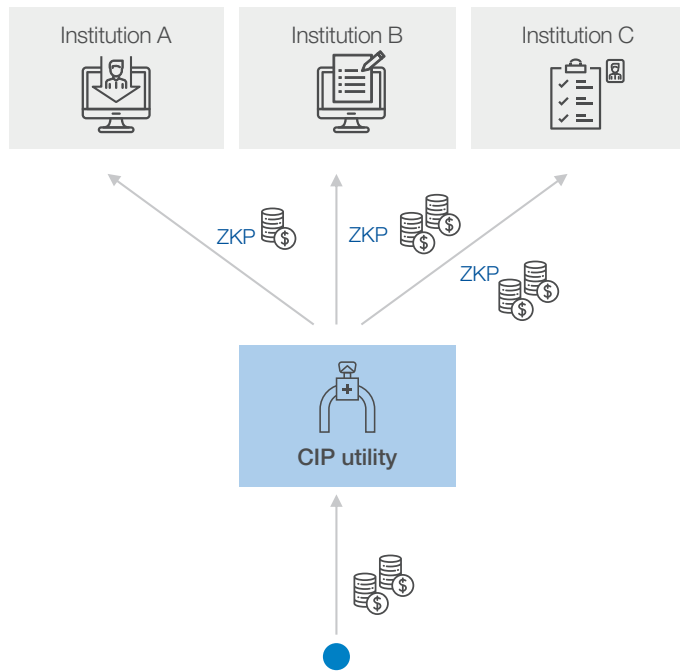 Institution A
Institution B
Institution C
ZKP
$
ZKP
$
$
ZKP
$
$
CIP utility
$
$